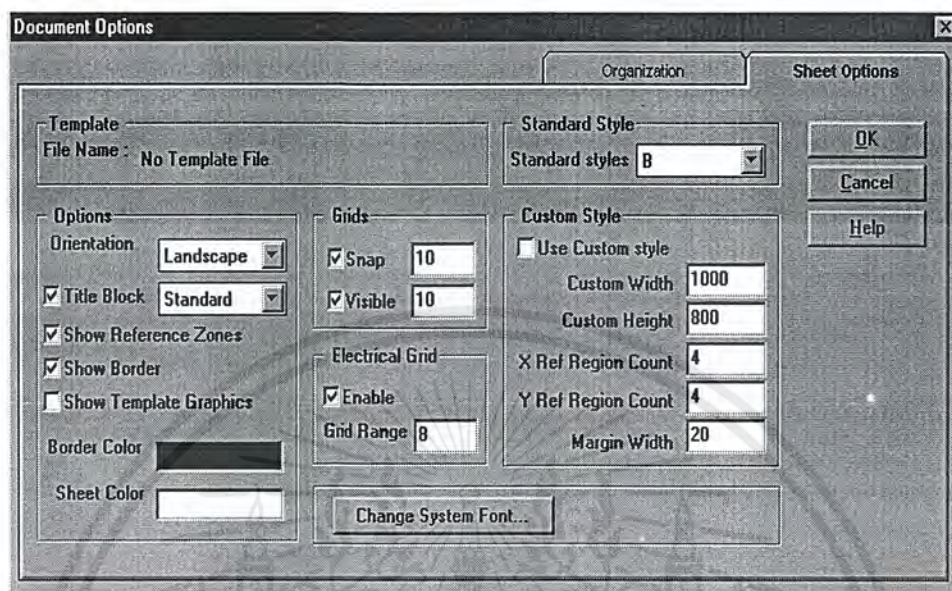 Document Options
Organization
Sheet Options
Template
File Name : No Template File
Standard Style
Standard styles B
OK
Cancel
Help
Options
Orientation Landscape
Title Block Standard
Show Reference Zones
Show Border
Show Template Graphics
Border Color
Sheet Color
Grids
Snap 10
Visible 10
Electrical Grid
Enable
Grid Range 8
Custom Style
Use Custom style
Custom Width 1000
Custom Height 800
X Ref Region Count 4
Y Ref Region Count 4
Margin Width 20
Change System Font...